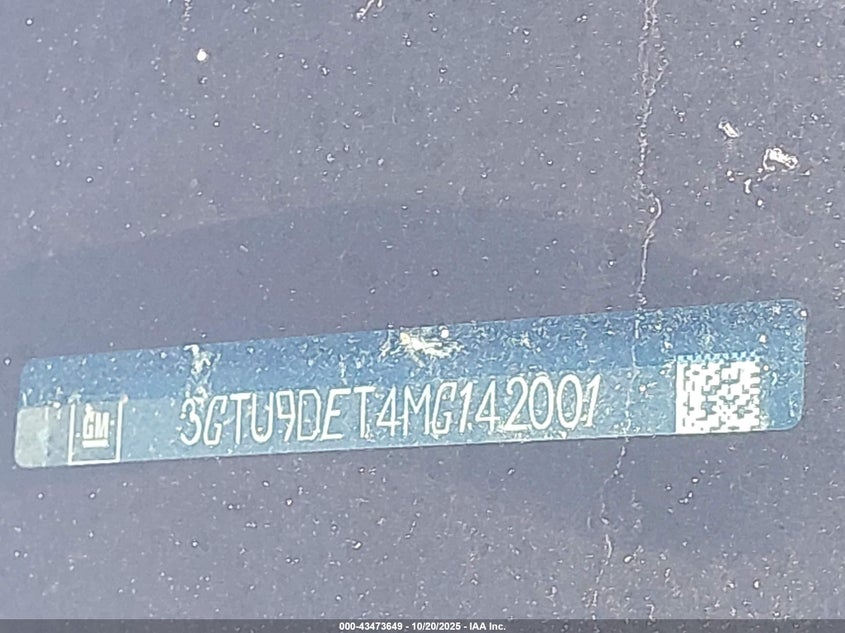 GM 3GTU9DET4MG142001
000-43473649 - 10/20/2025 - IAA Inc.